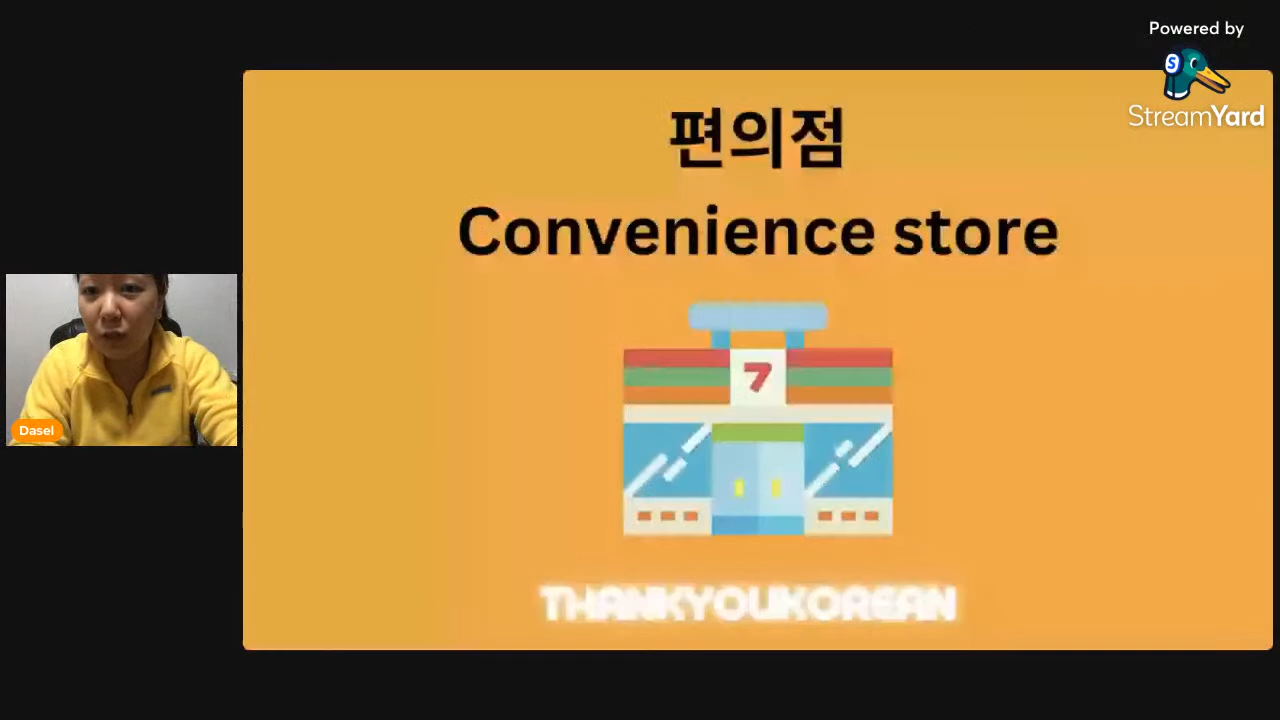 Powered by
StreamYard
편의점
Convenience store
7
Dasel
THANKYOUKOREAN